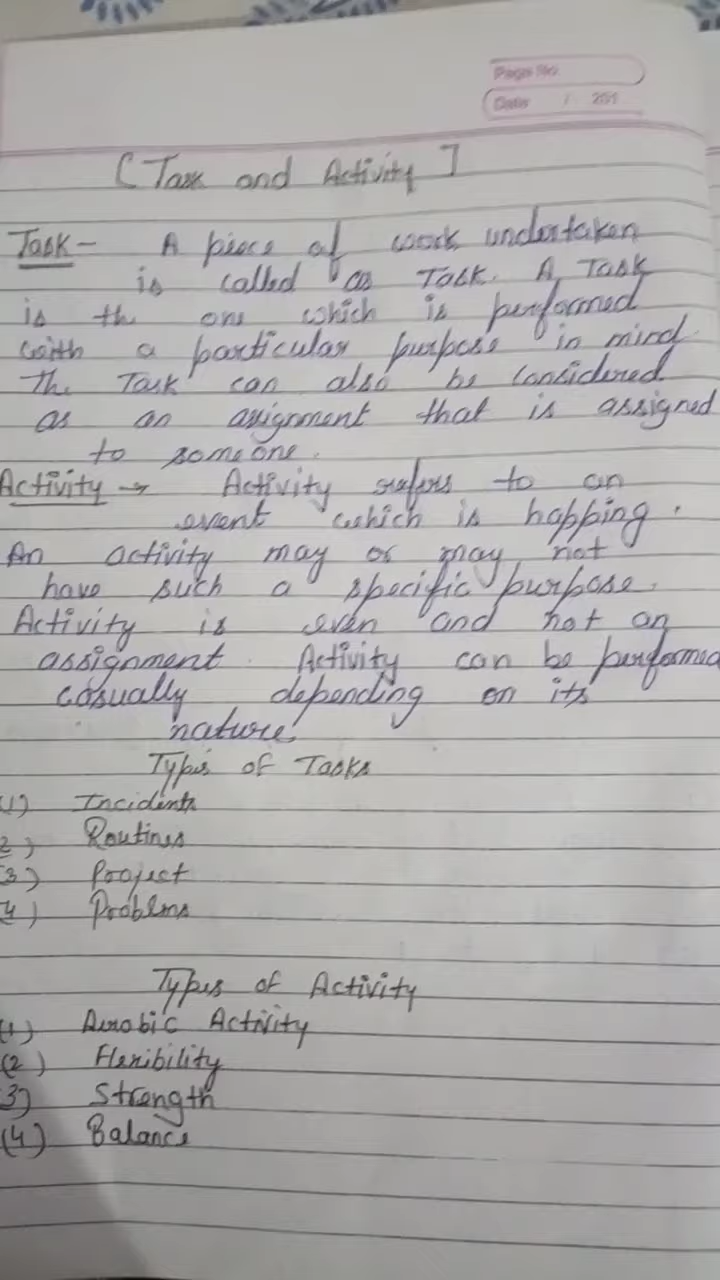 Page No.
Date / 201
[Task and Activity]
Task - A piece of work undertaken
is called as Task. A Task
is the one which is performed
with a particular purpose in mind.
The Task can also be considered
as an assignment that is assigned
to someone.
Activity → Activity refers to an
event which is happing.
An activity may or may not
have such a specific purpose.
Activity is even and not an
assignment. Activity can be performed
casually depending on its
nature.
Types of Tasks
(1) Incidents
2) Routines
(3) Project
4) Problems
Types of Activity
(1) Aerobic Activity
(2) Flexibility
3) Strength
(4) Balance